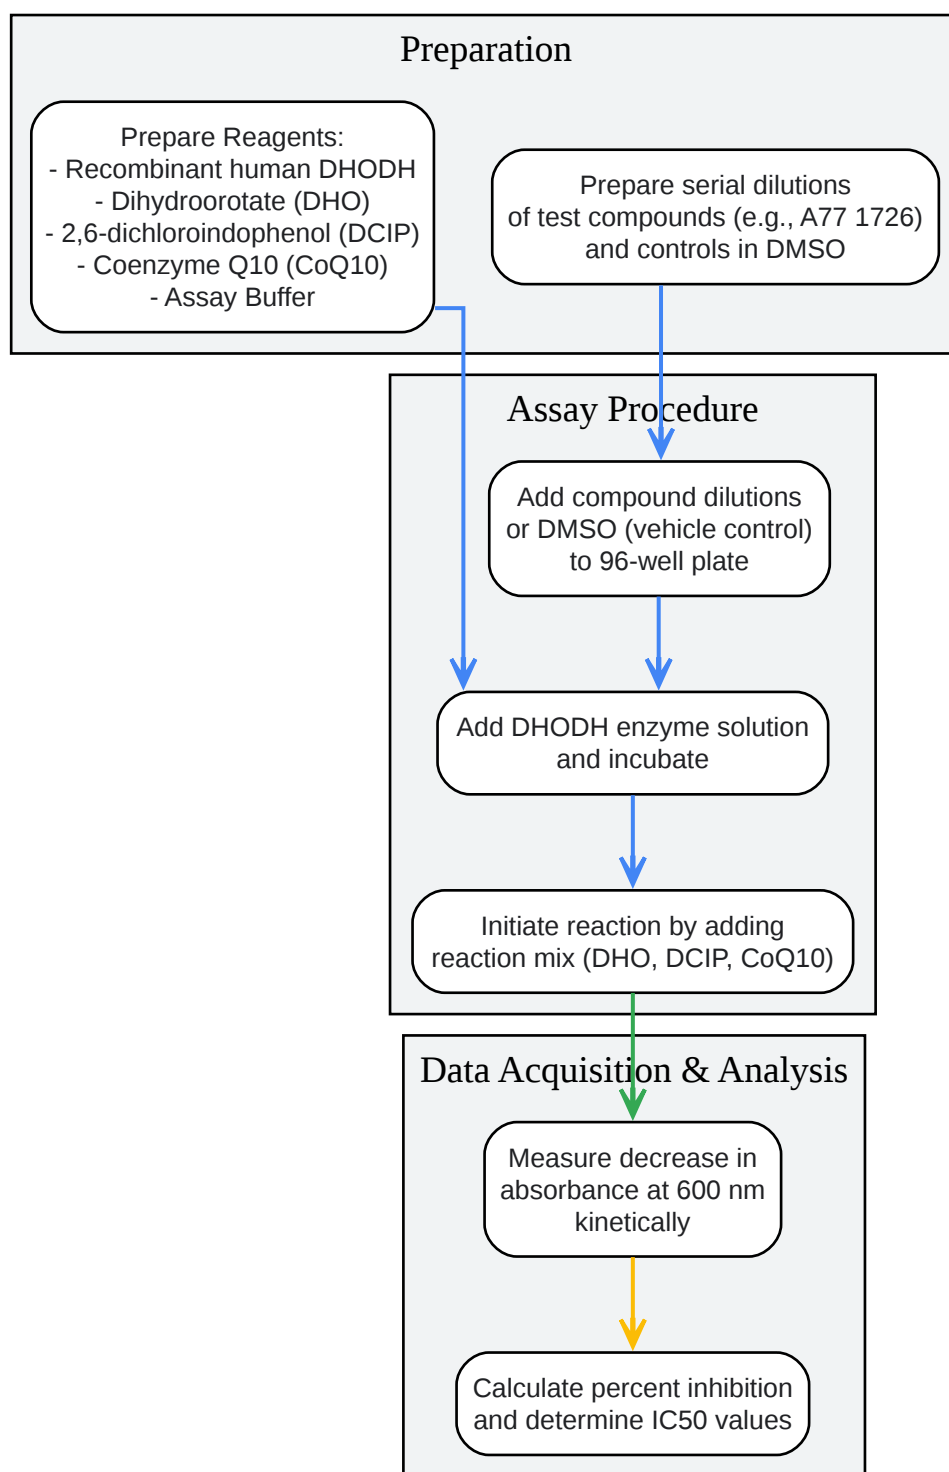 Preparation
Prepare Reagents:
- Recombinant human DHODH
- Dihydroorotate (DHO)
- 2,6-dichloroindophenol (DCIP)
- Coenzyme Q10 (CoQ10)
- Assay Buffer
Prepare serial dilutions
of test compounds (e.g., A77 1726)
and controls in DMSO
Assay Procedure
Add compound dilutions
or DMSO (vehicle control)
to 96-well plate
Add DHODH enzyme solution
and incubate
Initiate reaction by adding
reaction mix (DHO, DCIP, CoQ10)
Data Acquisition & Analysis
Measure decrease in
absorbance at 600 nm
kinetically
Calculate percent inhibition
and determine IC50 values